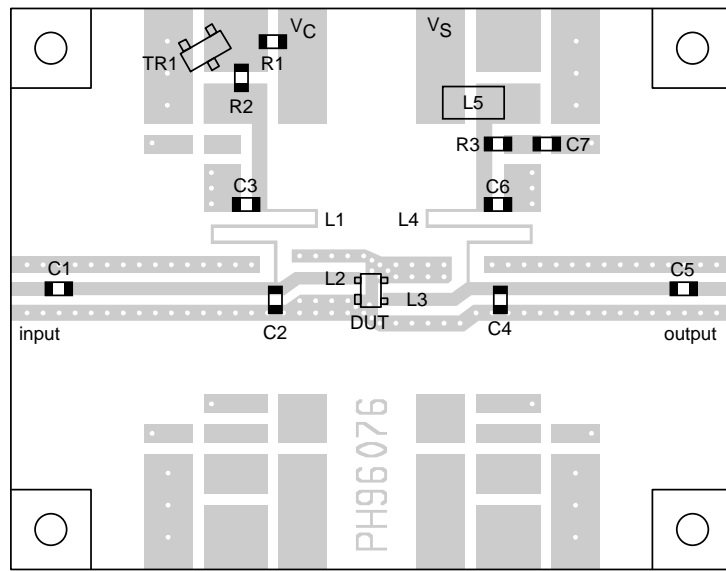 VC
VS
TR1
R1
R2
L5
R3
C7
C3
C6
L1
L4
C1
L2
C5
L3
C2
DUT
C4
input
output
PH96076